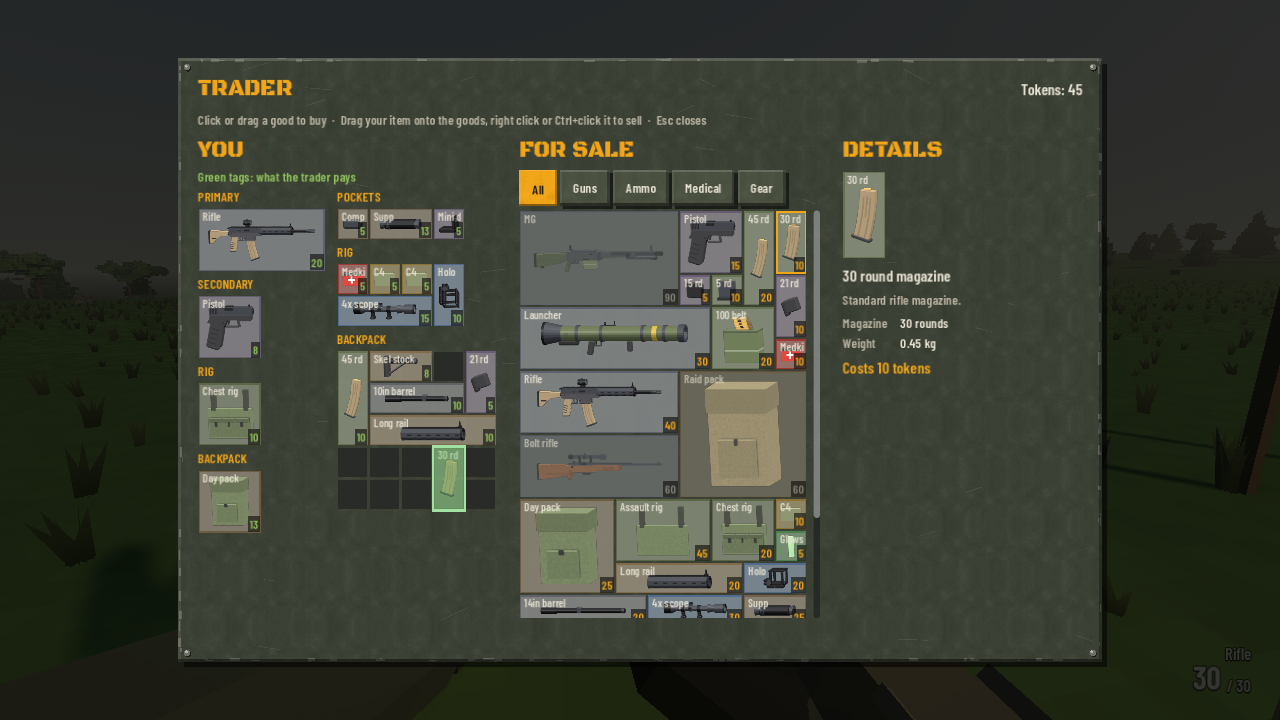 TRADER
Tokens: 45
Click or drag a good to buy · Drag your item onto the goods, right click or Ctrl+click it to sell · Esc closes
YOU
Green tags: what the trader pays
PRIMARY
Rifle
20
SECONDARY
Pistol
8
RIG
Chest rig
10
BACKPACK
Day pack
13
POCKETS
Comp
5
Supp
13
Mini d
5
RIG
Medki
5
C4
5
C4
5
Holo
10
4x scope
15
BACKPACK
45 rd
10
Skel stock
8
21 rd
5
10in barrel
10
Long rail
10
30 rd
FOR SALE
All
Guns
Ammo
Medical
Gear
MG
90
Pistol
15
45 rd
20
30 rd
10
15 rd
5
5 rd
10
21 rd
10
Launcher
30
100 belt
20
Medki
10
Rifle
40
Raid pack
60
Bolt rifle
60
Day pack
25
Assault rig
45
Chest rig
20
C4
10
5
Long rail
20
Holo
20
14in barrel
20
4x scope
30
Supp
25
DETAILS
30 rd
30 round magazine
Standard rifle magazine.
Magazine 30 rounds
Weight 0.45 kg
Costs 10 tokens
Rifle
30 / 30